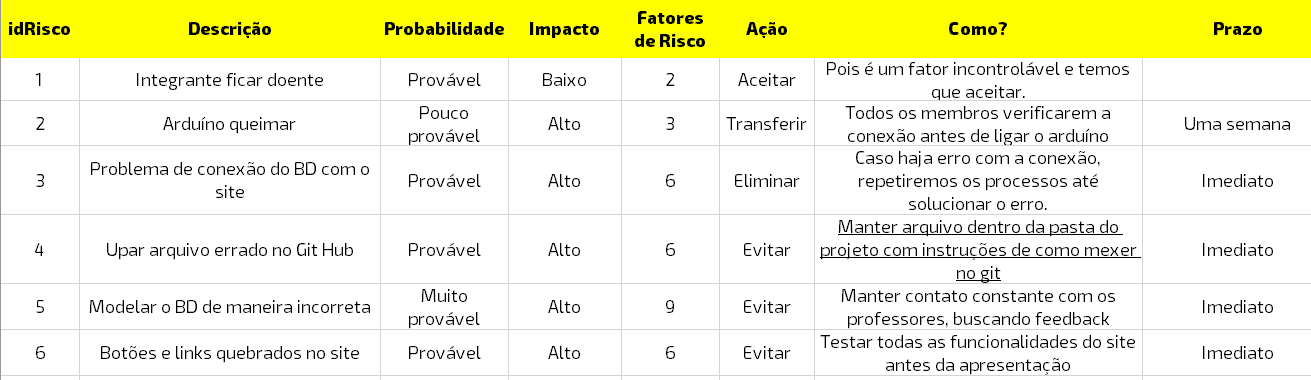 idRisco Descrição Probabilidade Impacto Fatores de Risco Ação Como? Prazo
1 Integrante ficar doente Provável Baixo 2 Aceitar Pois é um fator incontrolável e temos
que aceitar.
2 Arduíno queimar Pouco provável Alto 3 Transferir Todos os membros verificarem a
conexão antes de ligar o arduíno Uma semana
3 Problema de conexão do BD com o
site Provável Alto 6 Eliminar Caso haja erro com a conexão,
repetiremos os processos até
solucionar o erro. Imediato
4 Upar arquivo errado no Git Hub Provável Alto 6 Evitar Manter arquivo dentro da pasta do
projeto com instruções de como mexer
no git Imediato
5 Modelar o BD de maneira incorreta Muito provável Alto 9 Evitar Manter contato constante com os
professores, buscando feedback Imediato
6 Botões e links quebrados no site Provável Alto 6 Evitar Testar todas as funcionalidades do site
antes da apresentação Imediato